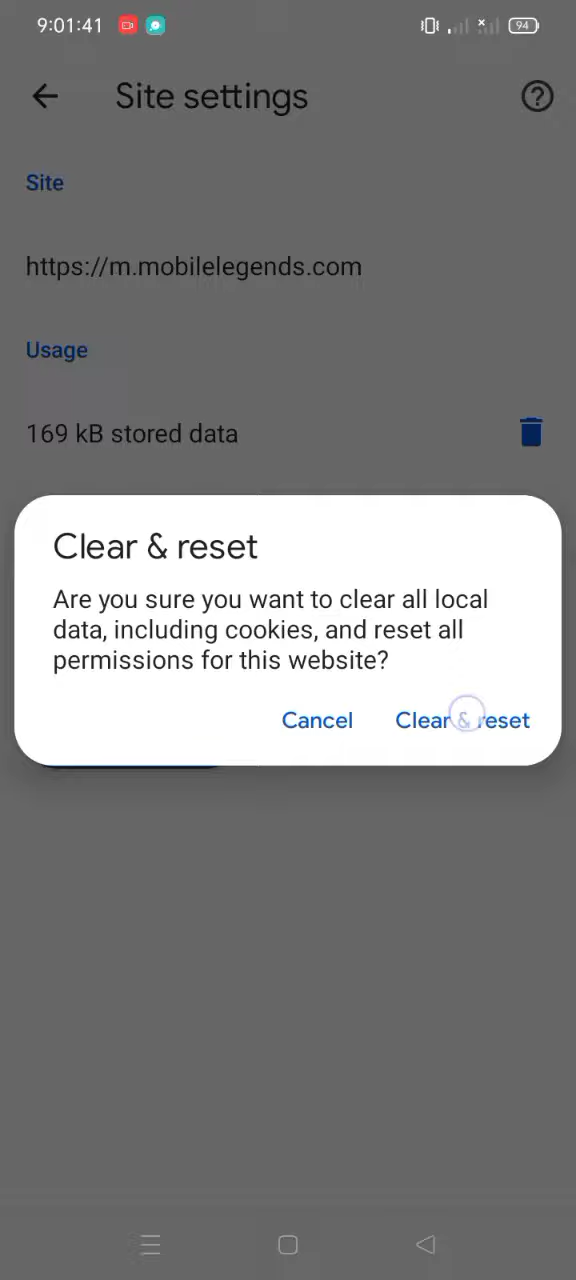 9:01:41
94
Site settings
Site
https://m.mobilelegends.com
Usage
169 kB stored data
Clear & reset
Are you sure you want to clear all local
data, including cookies, and reset all
permissions for this website?
Cancel Clear & reset